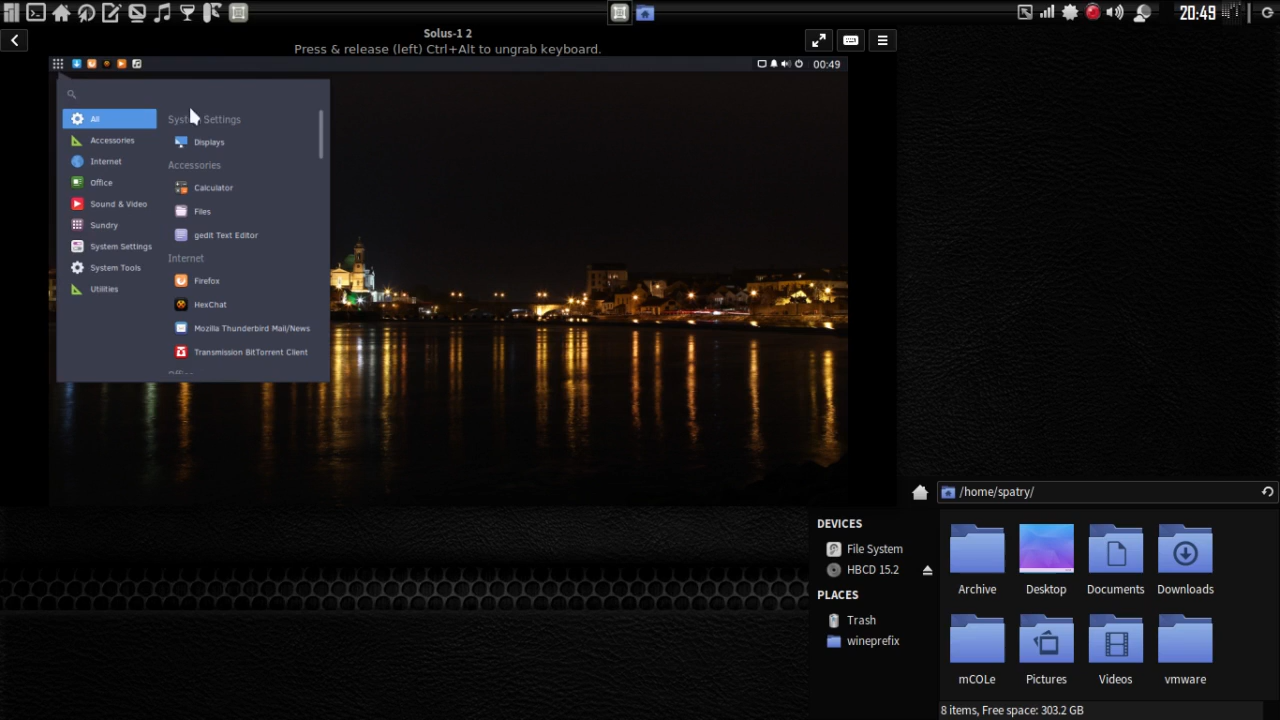 20:49
Solus-1 2
Press & release (left) Ctrl+Alt to ungrab keyboard.
00:49
All
Accessories
Internet
Office
Sound & Video
Sundry
System Settings
System Tools
Utilities
System Settings
Displays
Accessories
Calculator
Files
gedit Text Editor
Internet
Firefox
HexChat
Mozilla Thunderbird Mail/News
Transmission BitTorrent Client
/home/spatry/
DEVICES
File System
HBCD 15.2
PLACES
Trash
wineprefix
Archive Desktop Documents Downloads
mCOLe Pictures Videos vmware
8 items, Free space: 303.2 GB